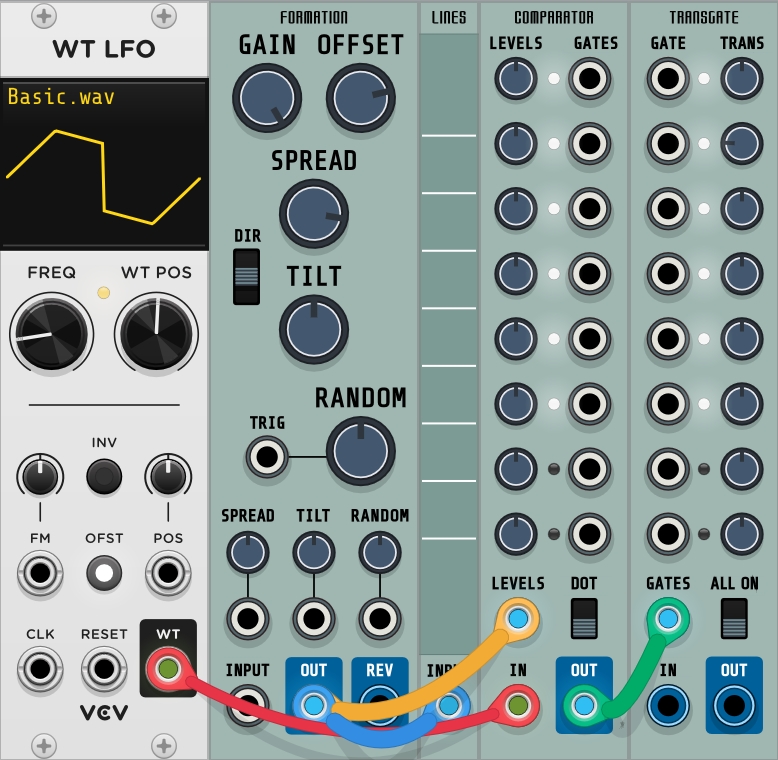 WT LFO
Basic.wav
FREQ WT POS
INV
FM OFST POS
CLK RESET WT
VCV
FORMATION
GAIN OFFSET
SPREAD
DIR
TILT
RANDOM
TRIG
SPREAD TILT RANDOM
INPUT OUT REV
LINES
COMPARATOR
LEVELS GATES
LEVELS DOT
IN OUT
TRANSGATE
GATE TRANS
GATES ALL ON
IN OUT